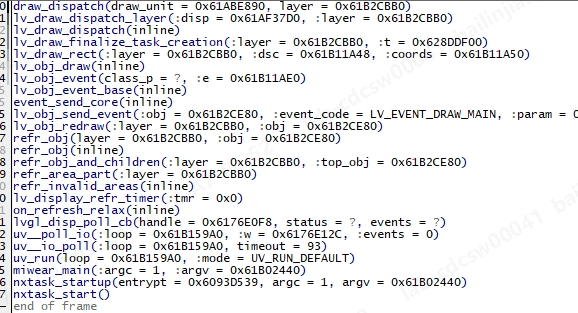 0 draw_dispatch(draw_unit = 0x61ABE890, layer = 0x61B2CBB0)
1 lv_draw_dispatch_layer(:disp = 0x61AF37D0, :layer = 0x61B2CBB0)
2 lv_draw_dispatch(inline)
2 lv_draw_finalize_task_creation(:layer = 0x61B2CBB0, :t = 0x628DDF00)
3 lv_draw_rect(:layer = 0x61B2CBB0, :dsc = 0x61B11A48, :coords = 0x61B11A50)
4 lv_obj_draw(inline)
4 lv_obj_event(class_p = ?, :e = 0x61B11AE0)
5 lv_obj_event_base(inline)
5 event_send_core(inline)
5 lv_obj_send_event(:obj = 0x61B2CE80, :event_code = LV_EVENT_DRAW_MAIN, :param = 0
6 lv_obj_redraw(:layer = 0x61B2CBB0, :obj = 0x61B2CE80)
7 refr_obj(layer = 0x61B2CBB0, :obj = 0x61B2CE80)
8 refr_obj(inline)
8 refr_obj_and_children(:layer = 0x61B2CBB0, :top_obj = 0x61B2CE80)
9 refr_area_part(:layer = 0x61B2CBB0)
0 refr_invalid_areas(inline)
0 lv_display_refr_timer(:tmr = 0x0)
1 on_refresh_relax(inline)
1 lvgl_disp_poll_cb(handle = 0x6176E0F8, status = ?, events = ?)
2 uv__poll_io(:loop = 0x61B159A0, :w = 0x6176E12C, :events = 0)
3 uv__io_poll(:loop = 0x61B159A0, timeout = 93)
4 uv_run(loop = 0x61B159A0, :mode = UV_RUN_DEFAULT)
5 miwear_main(:argc = 1, :argv = 0x61B02440)
6 nxtask_startup(entrypt = 0x6093D539, argc = 1, argv = 0x61B02440)
7 nxtask_start()
end of frame